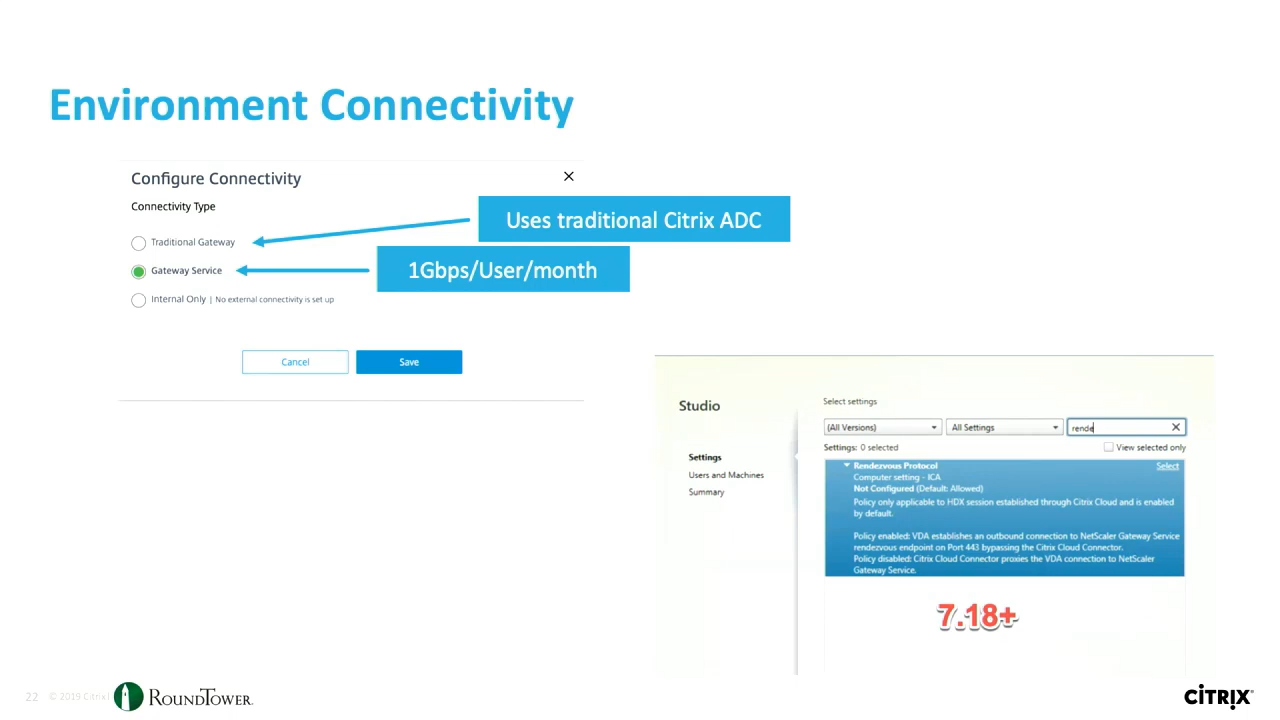 Environment Connectivity
Configure Connectivity
Connectivity Type
Traditional Gateway
Gateway Service
Internal Only | No external connectivity is set up
Cancel
Save
Uses traditional Citrix ADC
1Gbps/User/month
Studio
Settings
Users and Machines
Summary
Select settings
(All Versions)
All Settings
rende
Settings: 0 selected
View selected only
Rendezvous Protocol
Select
Computer setting - ICA
Not Configured (Default: Allowed)
Policy only applicable to HDX session established through Citrix Cloud and is enabled
by default.
Policy enabled: VDA establishes an outbound connection to NetScaler Gateway Service
rendezvous endpoint on Port 443 bypassing the Citrix Cloud Connector.
Policy disabled: Citrix Cloud Connector proxies the VDA connection to NetScaler
Gateway Service.
7.18+
22 © 2019 Citrix |
ROUNDTOWER
CITRIX